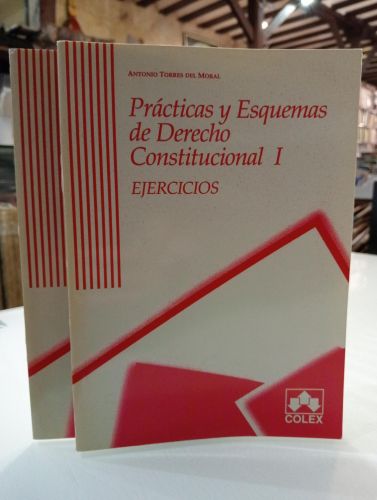 ANTONIO TORRES DEL MORAL
Prácticas y Esquemas
de Derecho
Constitucional I
EJERCICIOS
COLEX